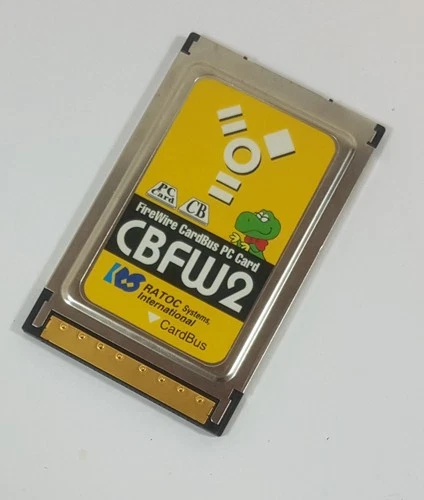 PC Card
CB
FireWire CardBus PC Card
CBFW2
RATOC Systems,
International
CardBus